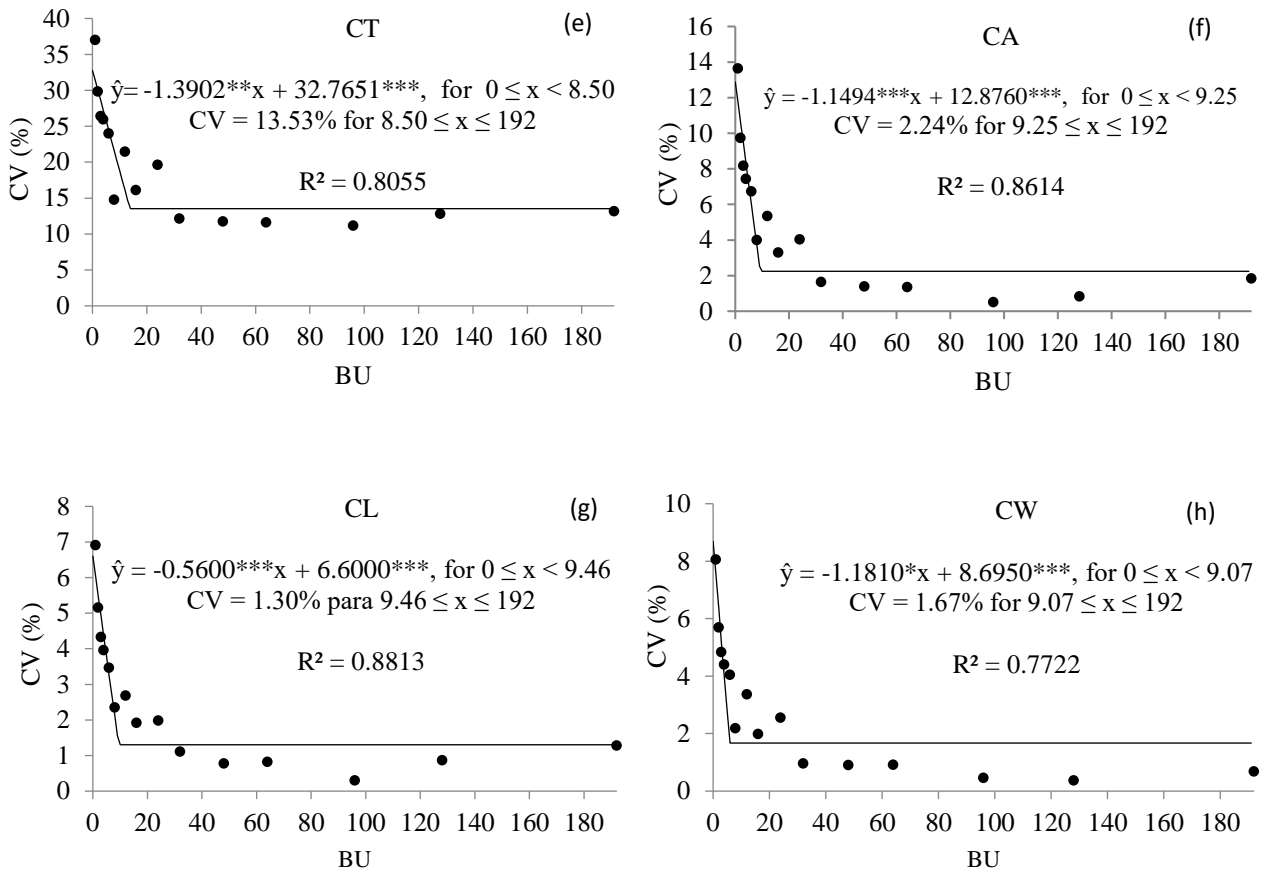 CT
(e)
ŷ= -1.3902**x + 32.7651***, for 0 ≤ x < 8.50
CV = 13.53% for 8.50 ≤ x ≤ 192
R² = 0.8055
CV (%)
40
35
30
25
20
15
10
5
0
0 20 40 60 80 100 120 140 160 180
BU
CA
(f)
ŷ = -1.1494***x + 12.8760***, for 0 ≤ x < 9.25
CV = 2.24% for 9.25 ≤ x ≤ 192
R² = 0.8614
CV (%)
16
14
12
10
8
6
4
2
0
0 20 40 60 80 100 120 140 160 180
BU
CL
(g)
ŷ = -0.5600***x + 6.6000***, for 0 ≤ x < 9.46
CV = 1.30% para 9.46 ≤ x ≤ 192
R² = 0.8813
CV (%)
8
7
6
5
4
3
2
1
0
0 20 40 60 80 100 120 140 160 180
BU
CW
(h)
ŷ = -1.1810*x + 8.6950***, for 0 ≤ x < 9.07
CV = 1.67% for 9.07 ≤ x ≤ 192
R² = 0.7722
CV (%)
10
8
6
4
2
0
0 20 40 60 80 100 120 140 160 180
BU